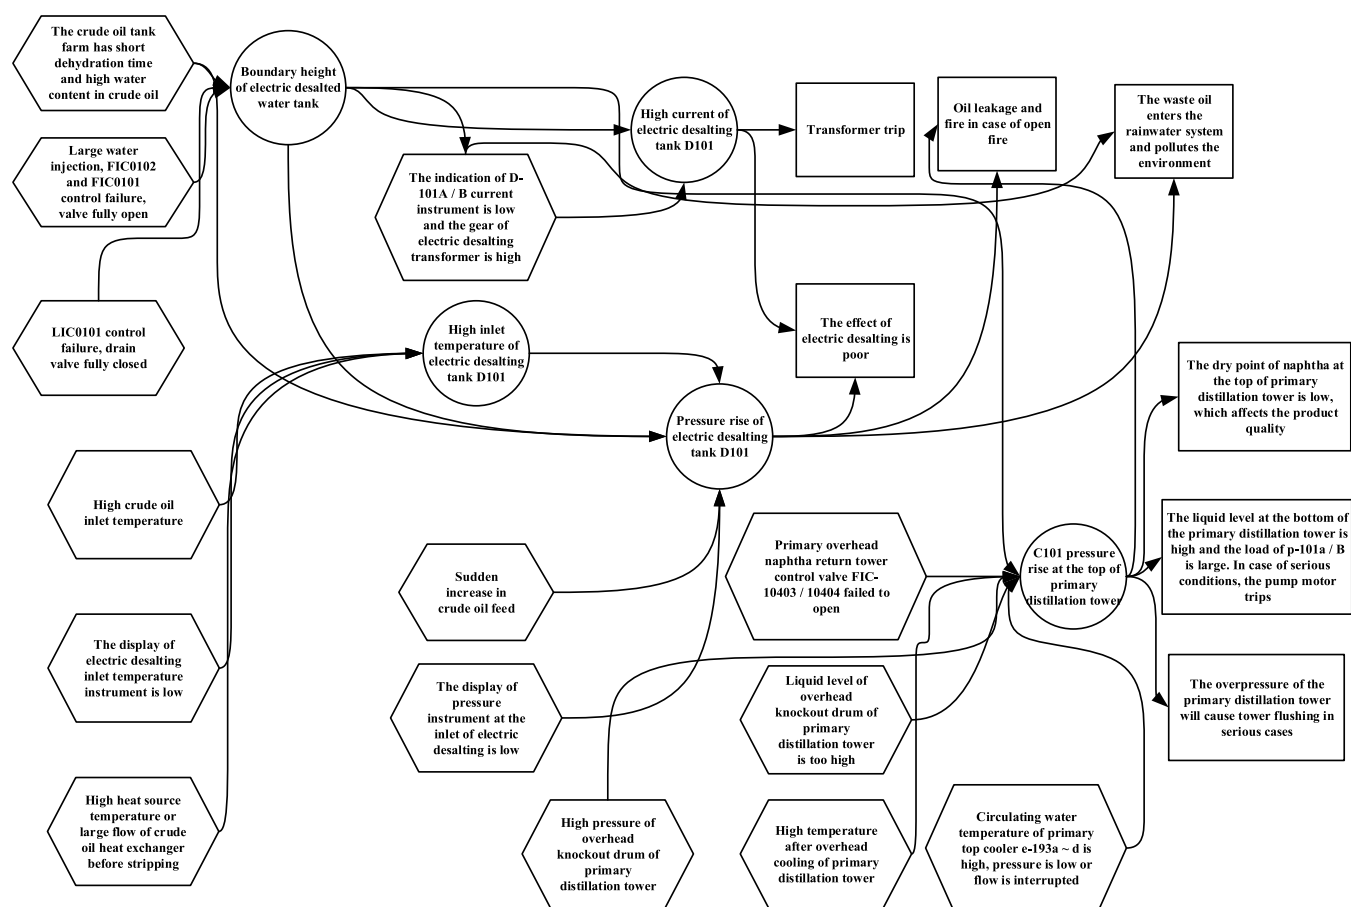 The crude oil tank
farm has short
dehydration time
and high water
content in crude oil
Boundary height
of electric desalted
water tank
High current of
electric desalting
tank D101
Transformer trip
Oil leakage and
fire in case of open
fire
The waste oil
enters the
rainwater system
and pollutes the
environment
Large water
injection, FIC0102
and FIC0101
control failure,
valve fully open
The indication of D-
101A / B current
instrument is low
and the gear of
electric desalting
transformer is high
LIC0101 control
failure, drain
valve fully closed
High inlet
temperature of
electric desalting
tank D101
The effect of
electric desalting is
poor
The dry point of naphtha at
the top of primary
distillation tower is low,
which affects the product
quality
Pressure rise of
electric desalting
tank D101
High crude oil
inlet temperature
The liquid level at the bottom of
the primary distillation tower is
high and the load of p-101a / B
is large. In case of serious
conditions, the pump motor
trips
Primary overhead
naphtha return tower
control valve FIC-
10403 / 10404 failed to
open
C101 pressure
rise at the top of
primary
distillation tower
Sudden
increase in
crude oil feed
The display of
electric desalting
inlet temperature
instrument is low
The display of
pressure
instrument at the
inlet of electric
desalting is low
Liquid level of
overhead
knockout drum of
primary
distillation tower
is too high
The overpressure of the
primary distillation tower
will cause tower flushing in
serious cases
High heat source
temperature or
large flow of crude
oil heat exchanger
before stripping
High pressure of
overhead
knockout drum of
primary
distillation tower
High temperature
after overhead
cooling of primary
distillation tower
Circulating water
temperature of primary
top cooler e-193a ~ d is
high, pressure is low or
flow is interrupted